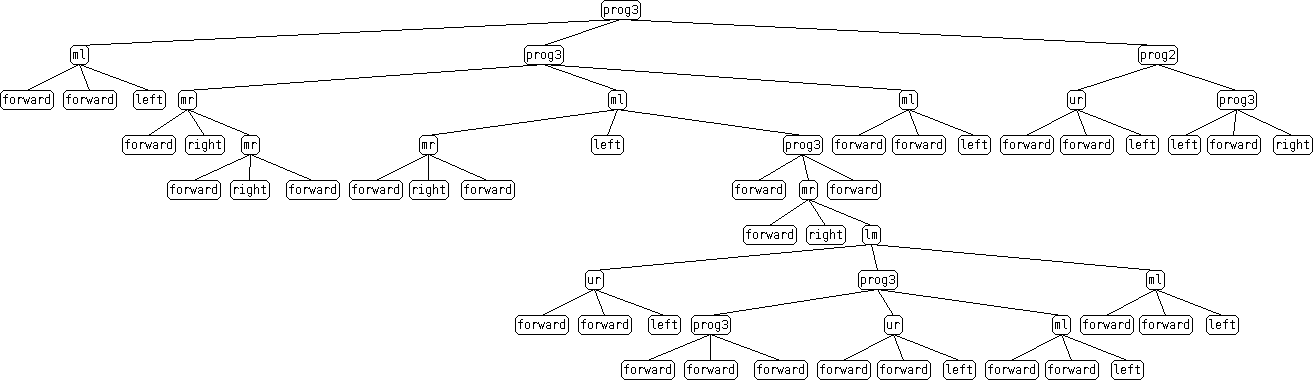 prog3
ml prog3 prog2
forward forward left mr ml ml ur prog3
forward right mr mr left prog3 forward forward left forward forward left left forward right
forward right forward forward right forward forward mr forward
forward right lm
ur prog3 ml
forward forward left prog3 ur ml forward forward left
forward forward forward forward forward left forward forward left